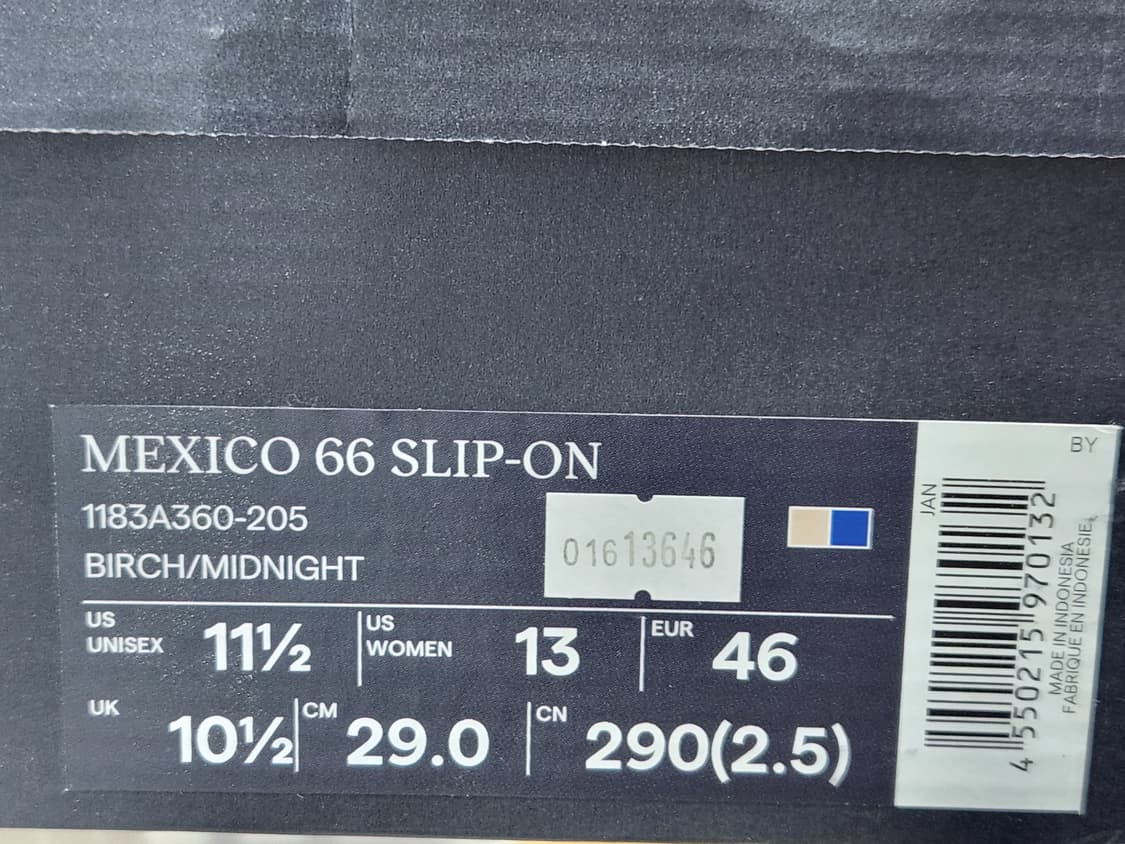 MEXICO 66 SLIP-ON
1183A360-205
BIRCH/MIDNIGHT
01613646
US UNISEX 11½ US WOMEN 13 EUR 46
UK 10½ CM 29.0 CN 290(2.5)
BY
JAN
4 550215 970132
MADE IN INDONESIA
FABRIQUE EN INDONESIE